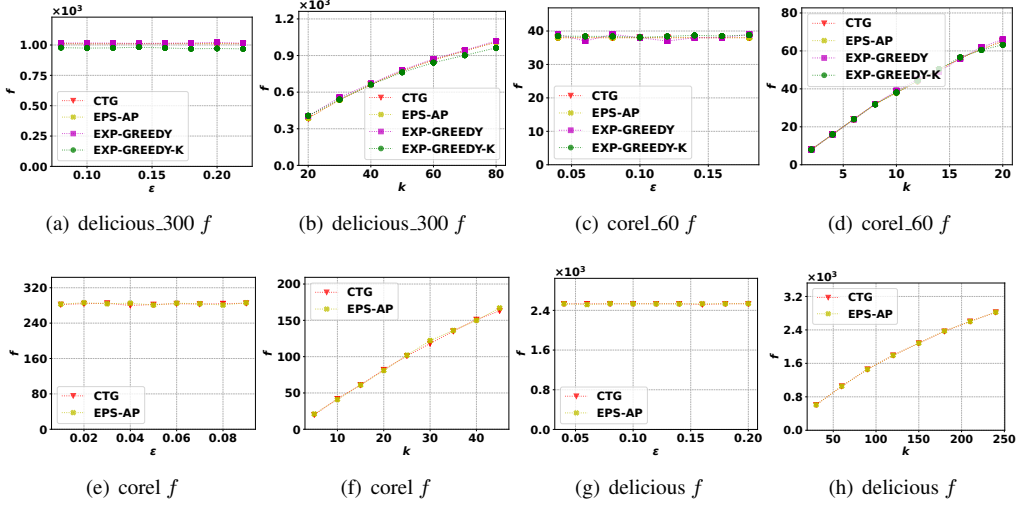 ×10³
1.00
0.75
0.50
0.25
0.00
f
CTG
EPS-AP
EXP-GREEDY
EXP-GREEDY-K
0.10
0.15
0.20
ε
(a) delicious_300 f
×10³
1.2
0.9
0.6
0.3
0.0
f
CTG
EPS-AP
EXP-GREEDY
EXP-GREEDY-K
20
40
60
80
k
(b) delicious_300 f
40
30
20
10
0
f
CTG
EPS-AP
EXP-GREEDY
EXP-GREEDY-K
0.05
0.10
0.15
ε
(c) corel_60 f
80
60
40
20
0
f
CTG
EPS-AP
EXP-GREEDY
EXP-GREEDY-K
5
10
15
20
k
(d) corel_60 f
320
240
160
80
0
f
CTG
EPS-AP
0.02
0.04
0.06
0.08
ε
(e) corel f
200
150
100
50
0
f
CTG
EPS-AP
10
20
30
40
k
(f) corel f
×10³
2.4
1.6
0.8
0.0
f
CTG
EPS-AP
0.05
0.10
0.15
0.20
ε
(g) delicious f
×10³
3.2
2.4
1.6
0.8
0.0
f
CTG
EPS-AP
50
100
150
200
250
k
(h) delicious f